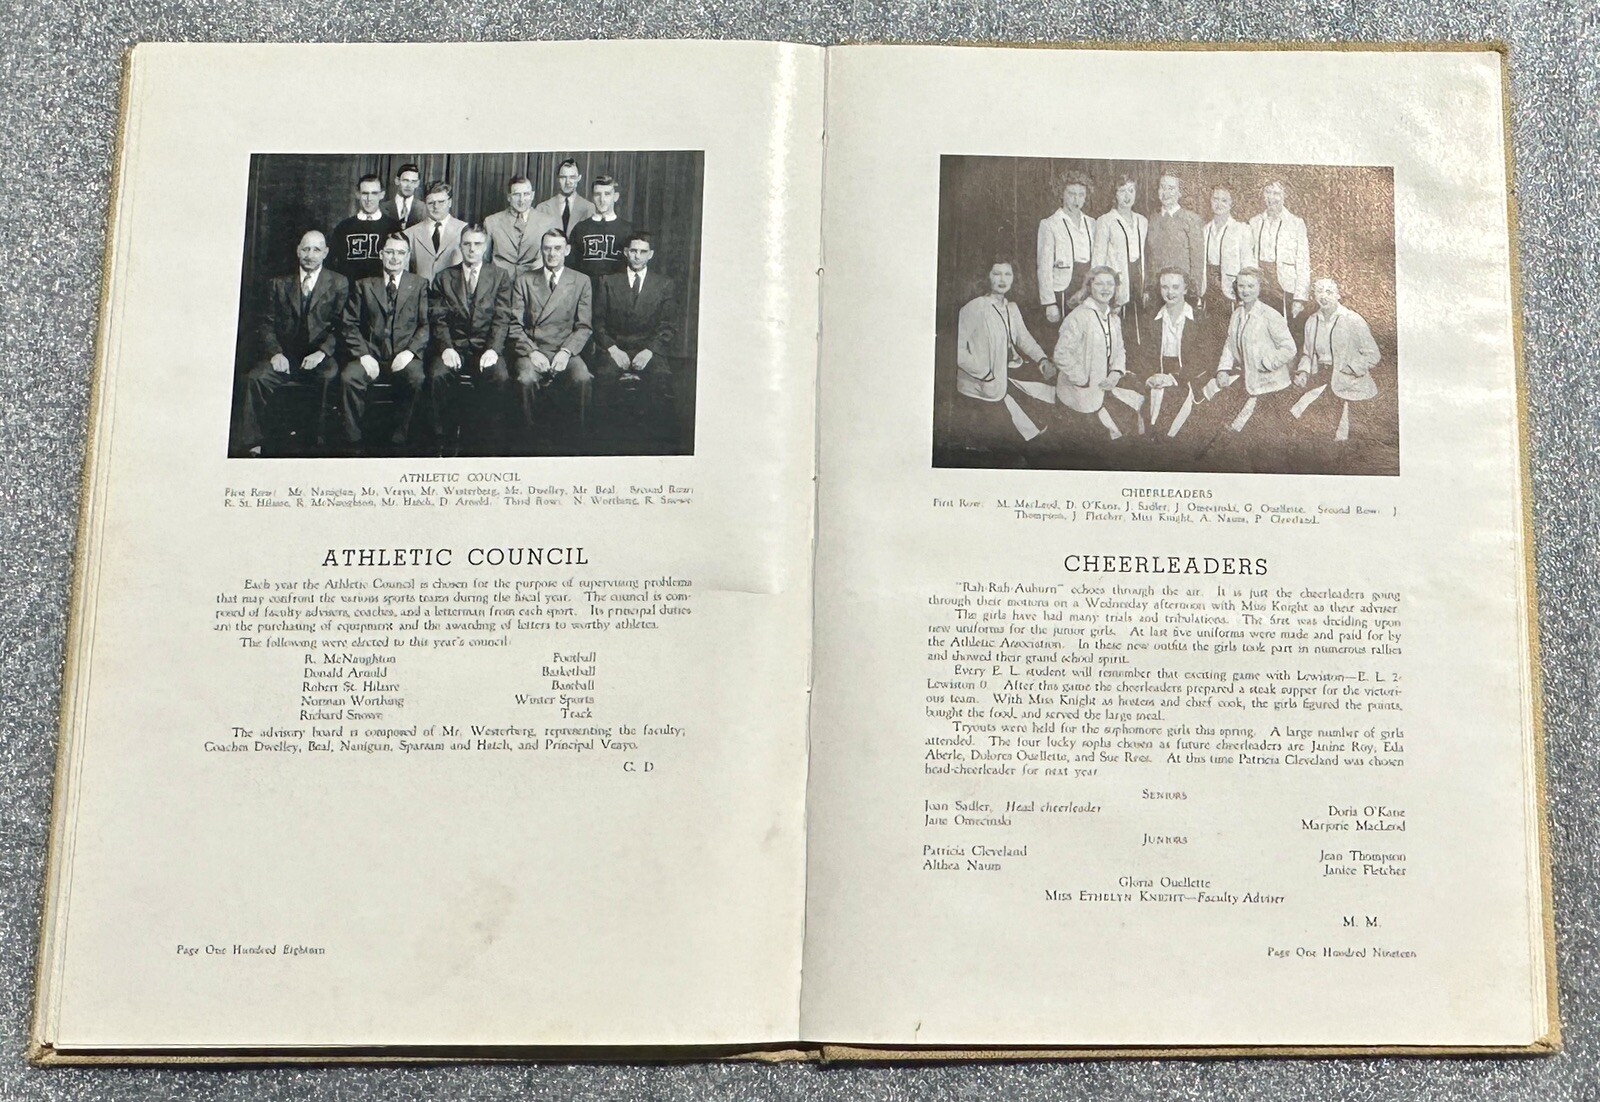 EL
EL
ATHLETIC COUNCIL
First Row: Mr. Nanigian, Mr. Veayo, Mr. Westerberg, Mr. Dwelley, Mr. Beal. Second Row:
R. St. Hilaire, R. McNaughton, Mr. Hatch, D. Arnold. Third Row: N. Worthing, R. Snowe.
ATHLETIC COUNCIL
Each year the Athletic Council is chosen for the purpose of supervising problems
that may confront the various sports teams during the fiscal year. The council is com-
posed of faculty advisers, coaches, and a letterman from each sport. Its principal duties
are the purchasing of equipment and the awarding of letters to worthy athletes.
The following were elected to this year's council:
R. McNaughton Football
Donald Arnold Basketball
Robert St. Hilaire Baseball
Norman Worthing Winter Sports
Richard Snowe Track
The advisory board is composed of Mr. Westerberg, representing the faculty;
Coaches Dwelley, Beal, Nanigian, Sparsam and Hatch, and Principal Veayo.
C. D.
Page One Hundred Eighteen
CHEERLEADERS
First Row: M. MacLeod, D. O'Kane, J. Sadler, J. Omecinski, G. Ouellette. Second Row: J.
Thompson, J. Fletcher, Miss Knight, A. Naum, P. Cleveland.
CHEERLEADERS
"Rah-Rah-Auburn" echoes through the air. It is just the cheerleaders going
through their motions on a Wednesday afternoon with Miss Knight as their adviser.
The girls have had many trials and tribulations. The first was deciding upon
new uniforms for the junior girls. At last five uniforms were made and paid for by
the Athletic Association. In these new outfits the girls took part in numerous rallies
and showed their grand school spirit.
Every E. L. student will remember that exciting game with Lewiston—E. L. 2-
Lewiston 0. After this game the cheerleaders prepared a steak supper for the victori-
ous team. With Miss Knight as hostess and chief cook, the girls figured the points,
bought the food, and served the large meal.
Tryouts were held for the sophomore girls this spring. A large number of girls
attended. The four lucky sophs chosen as future cheerleaders are Janine Roy, Eda
Aberle, Dolores Ouellette, and Sue Rees. At this time Patricia Cleveland was chosen
head-cheerleader for next year.
SENIORS
Joan Sadler, Head cheerleader Doris O'Kane
Jane Omecinski Marjorie MacLeod
JUNIORS
Patricia Cleveland Jean Thompson
Althea Naum Janice Fletcher
Gloria Ouellette
MISS ETHELYN KNIGHT—Faculty Adviser
M. M.
Page One Hundred Nineteen